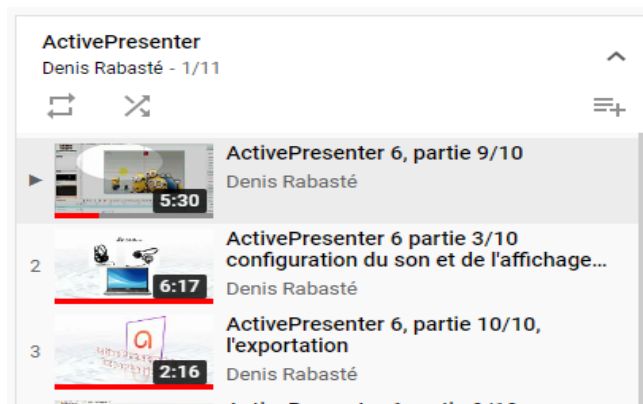 ActivePresenter
Denis Rabasté - 1/11
ActivePresenter 6, partie 9/10
Denis Rabasté
5:30
2
ActivePresenter 6 partie 3/10
configuration du son et de l'affichage...
Denis Rabasté
6:17
3
ActivePresenter 6, partie 10/10,
l'exportation
Denis Rabasté
2:16